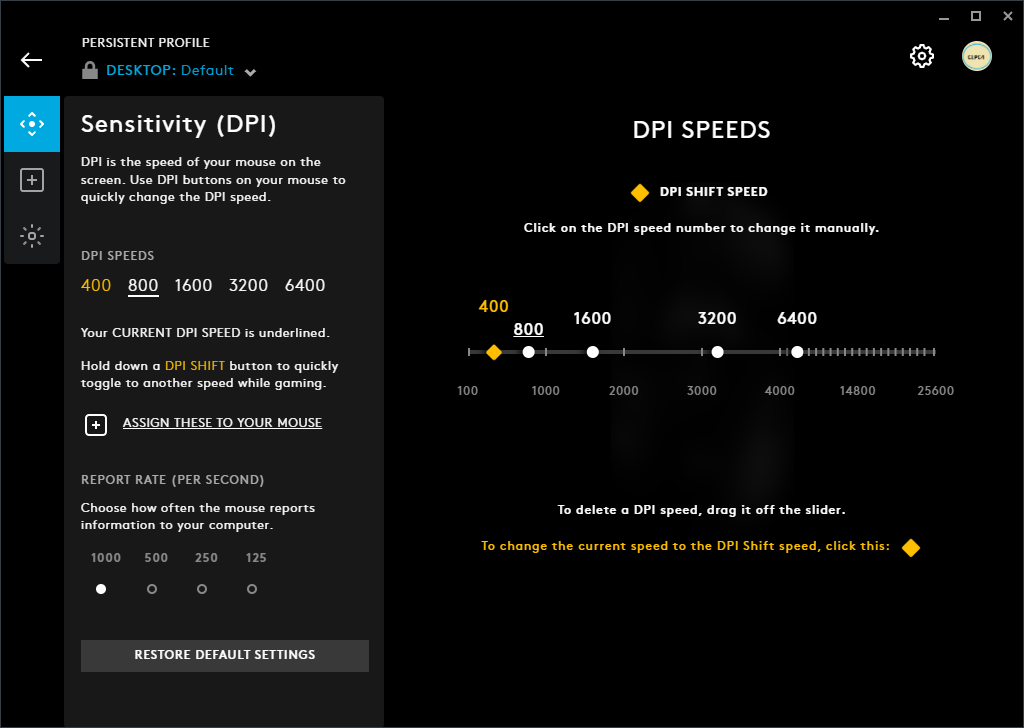 PERSISTENT PROFILE
DESKTOP: Default
Sensitivity (DPI)
DPI is the speed of your mouse on the
screen. Use DPI buttons on your mouse to
quickly change the DPI speed.
DPI SPEEDS
400 800 1600 3200 6400
Your CURRENT DPI SPEED is underlined.
Hold down a DPI SHIFT button to quickly
toggle to another speed while gaming.
ASSIGN THESE TO YOUR MOUSE
REPORT RATE (PER SECOND)
Choose how often the mouse reports
information to your computer.
1000 500 250 125
RESTORE DEFAULT SETTINGS
DPI SPEEDS
DPI SHIFT SPEED
Click on the DPI speed number to change it manually.
400 800 1600 3200 6400
100 1000 2000 3000 4000 14800 25600
To delete a DPI speed, drag it off the slider.
To change the current speed to the DPI Shift speed, click this: